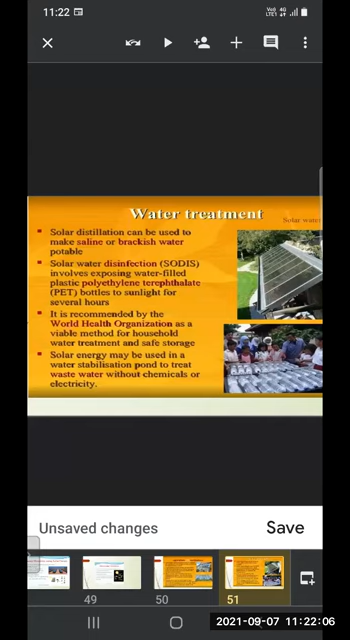 11:22
Vo) 4G
LTE1
Water treatment
Solar water
Solar distillation can be used to
make saline or brackish water
potable
Solar water disinfection (SODIS)
involves exposing water-filled
plastic polyethylene terephthalate
(PET) bottles to sunlight for
several hours
It is recommended by the
World Health Organization as a
viable method for household
water treatment and safe storage
Solar energy may be used in a
water stabilisation pond to treat
waste water without chemicals or
electricity.
Unsaved changes
Save
49
50
51
2021-09-07 11:22:06